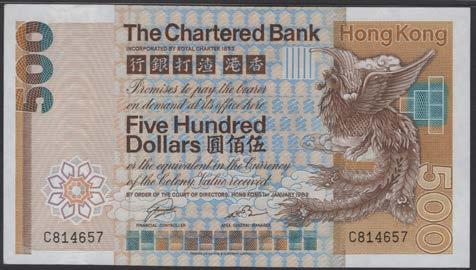 500
The Chartered Bank
Hong Kong
INCORPORATED BY ROYAL CHARTER 1853
行銀打渣港香
Promises to pay the bearer
on demand at its office here
Five Hundred
Dollars 圓佰伍
or the equivalent in the Currency
of the Colony, Value received
BY ORDER OF THE COURT OF DIRECTORS, HONG KONG 1ST JANUARY 1982
FINANCIAL CONTROLLER
AREA GENERAL MANAGER
C814657
C814657
500